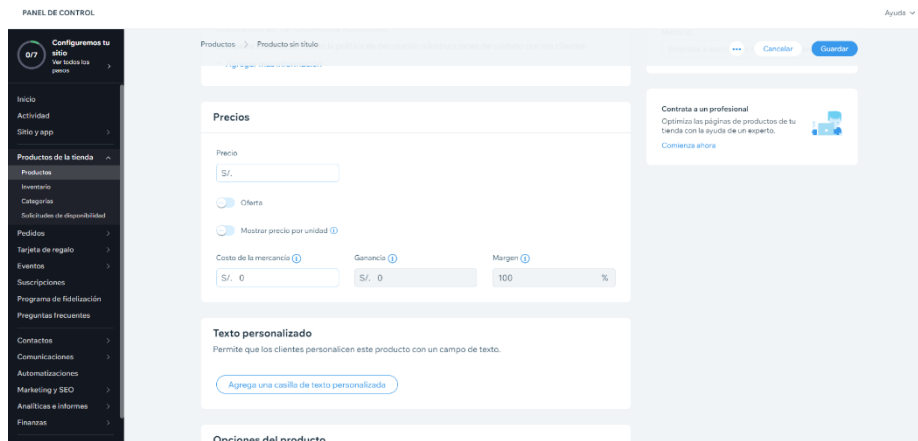 PANEL DE CONTROL
Ayuda
0/7
Configuremos tu
sitio
Ver todos los
pasos
Inicio
Actividad
Sitio y app
Productos de la tienda
Productos
Inventario
Categorías
Solicitudes de disponibilidad
Pedidos
Tarjeta de regalo
Eventos
Suscripciones
Programa de fidelización
Preguntas frecuentes
Contactos
Comunicaciones
Automatizaciones
Marketing y SEO
Analíticas e informes
Finanzas
Productos > Producto sin título
... Cancelar Guardar
Precios
Precio
S/.
Oferta
Mostrar precio por unidad
Costo de la mercancía Ganancia Margen
S/. 0 S/. 0 100 %
Texto personalizado
Permite que los clientes personalicen este producto con un campo de texto.
Agrega una casilla de texto personalizada
Opciones del producto
Contrata a un profesional
Optimiza las páginas de productos de tu
tienda con la ayuda de un experto.
Comienza ahora